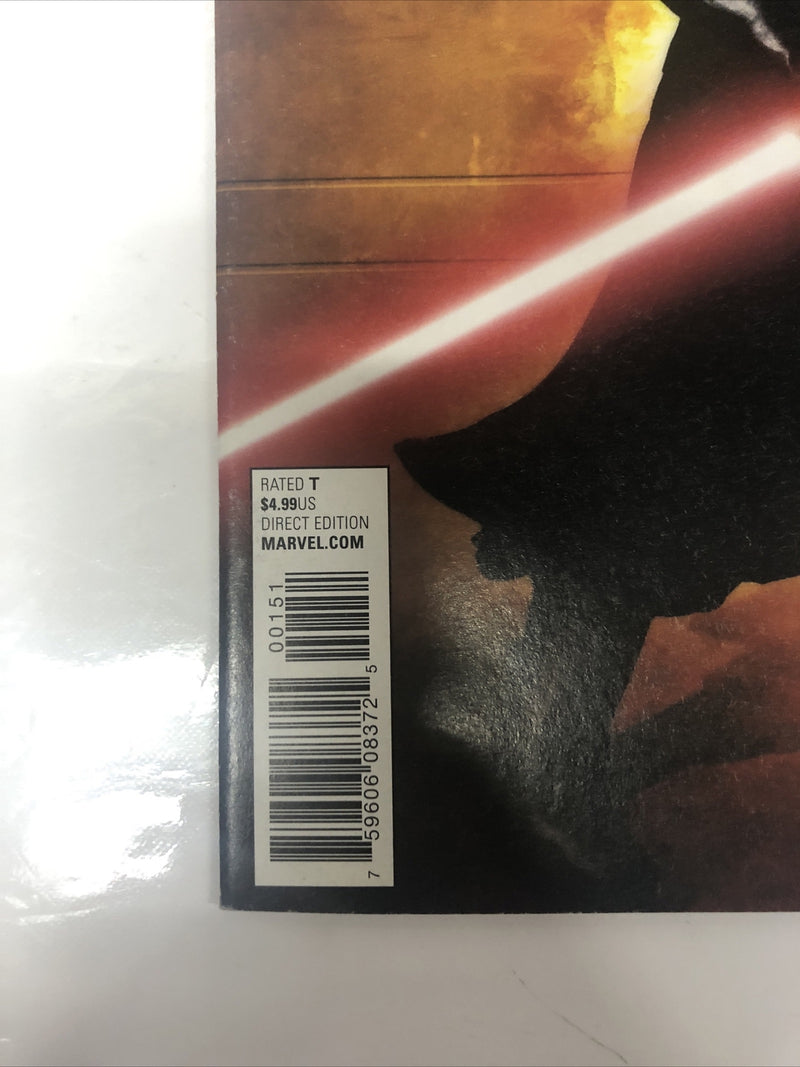 RATED T
$4.99US
DIRECT EDITION
MARVEL.COM
00151
7 59606 08372 5